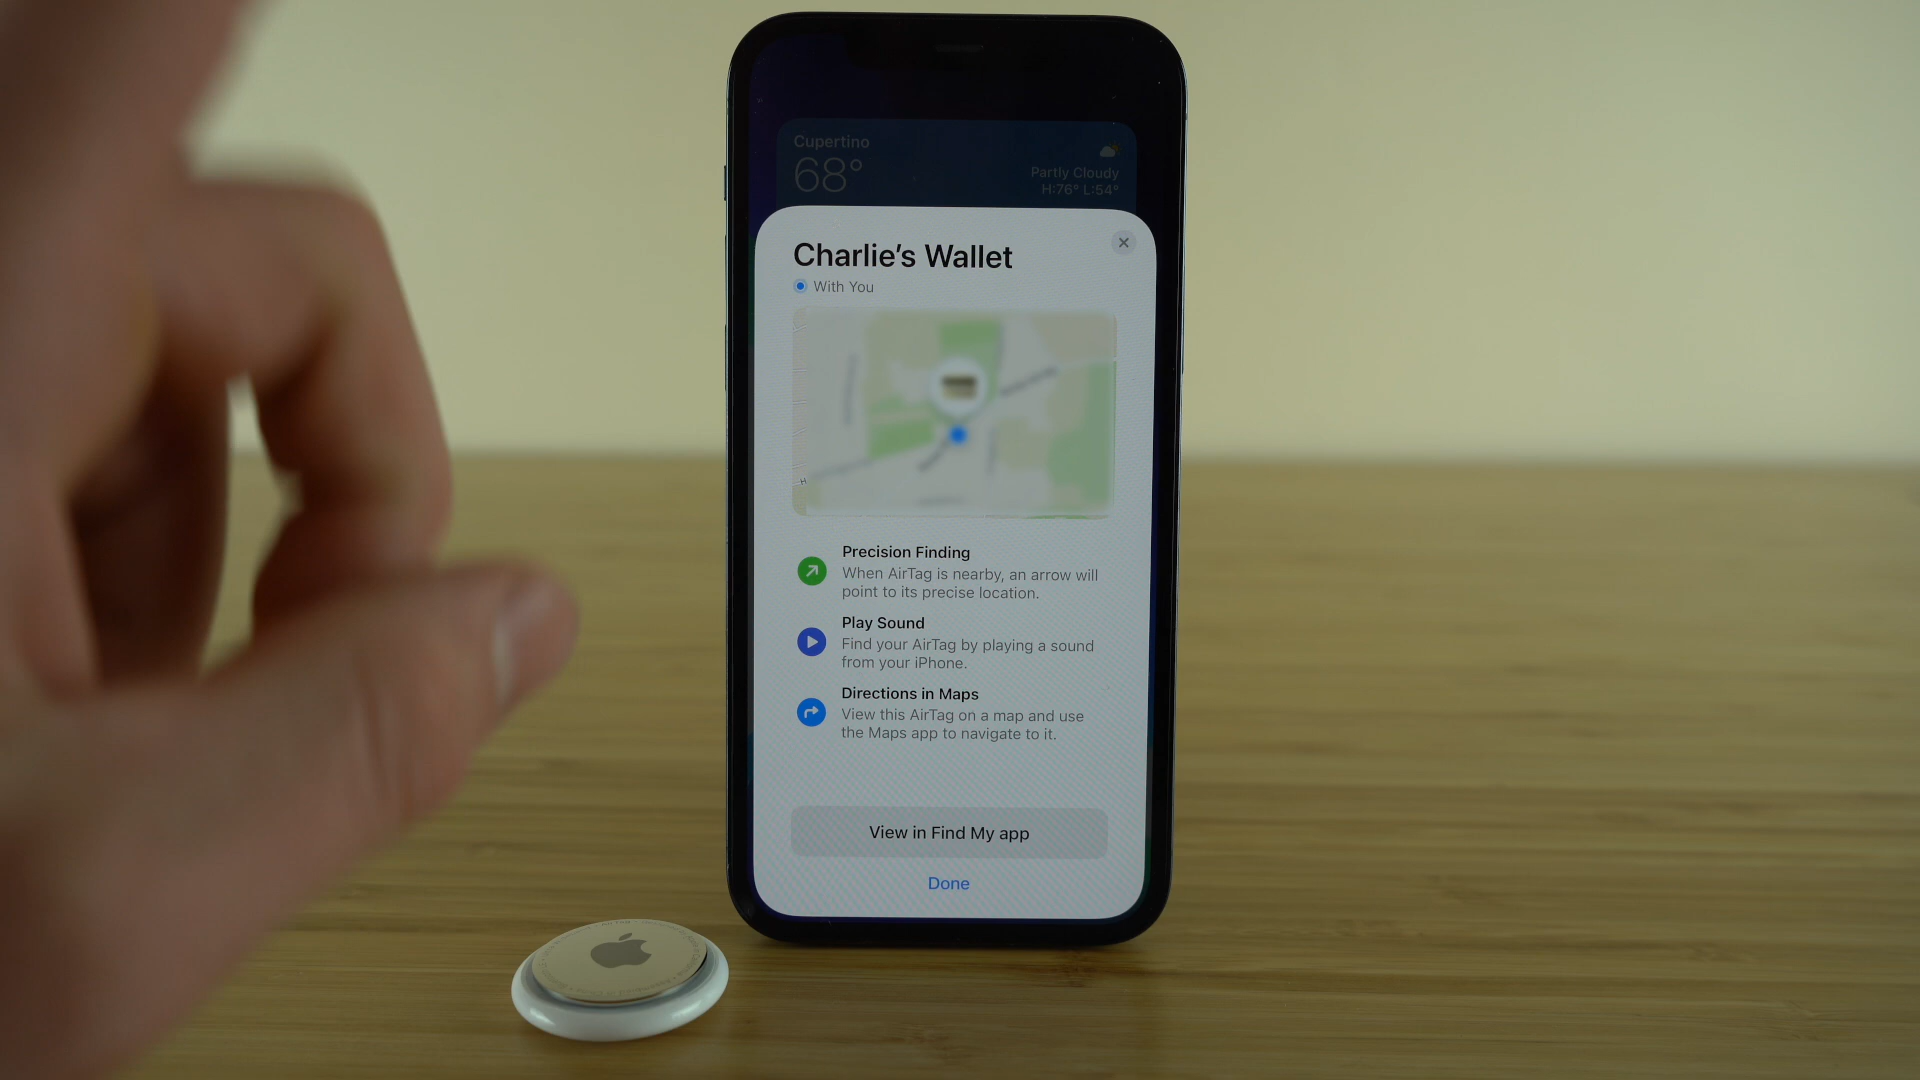 Cupertino
68°
Partly Cloudy
H:76° L:54°
Charlie's Wallet
With You
H
Precision Finding
When AirTag is nearby, an arrow will
point to its precise location.
Play Sound
Find your AirTag by playing a sound
from your iPhone.
Directions in Maps
View this AirTag on a map and use
the Maps app to navigate to it.
View in Find My app
Done